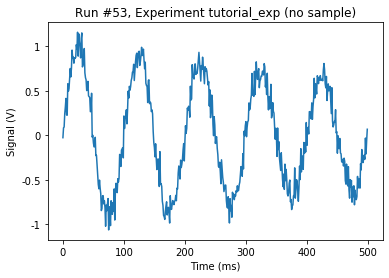 Run #53, Experiment tutorial_exp (no sample)
1
0.5
0
-0.5
-1
Signal (V)
0 100 200 300 400 500
Time (ms)